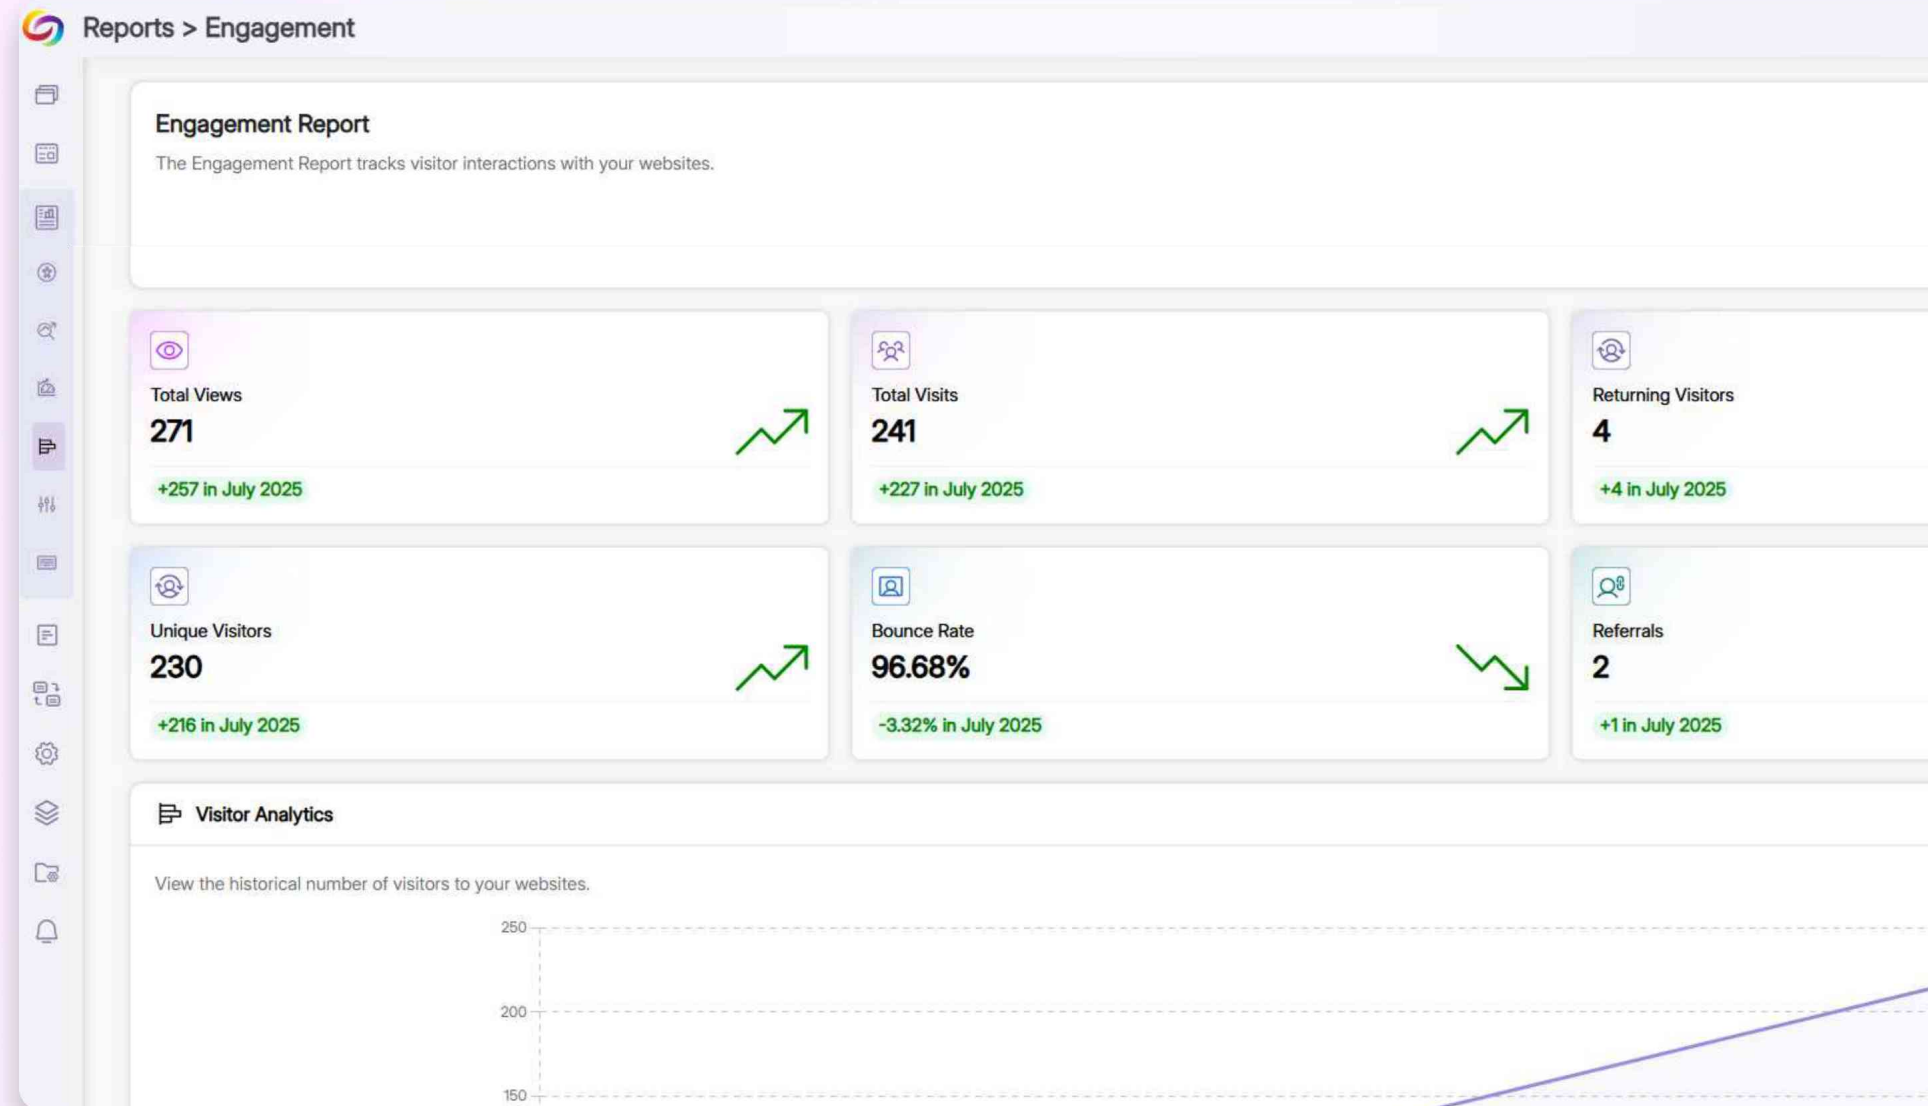 Reports > Engagement
Engagement Report
The Engagement Report tracks visitor interactions with your websites.
Total Views
271
+257 in July 2025
Total Visits
241
+227 in July 2025
Returning Visitors
4
+4 in July 2025
Unique Visitors
230
+216 in July 2025
Bounce Rate
96.68%
-3.32% in July 2025
Referrals
2
+1 in July 2025
Visitor Analytics
View the historical number of visitors to your websites.
250
200
150